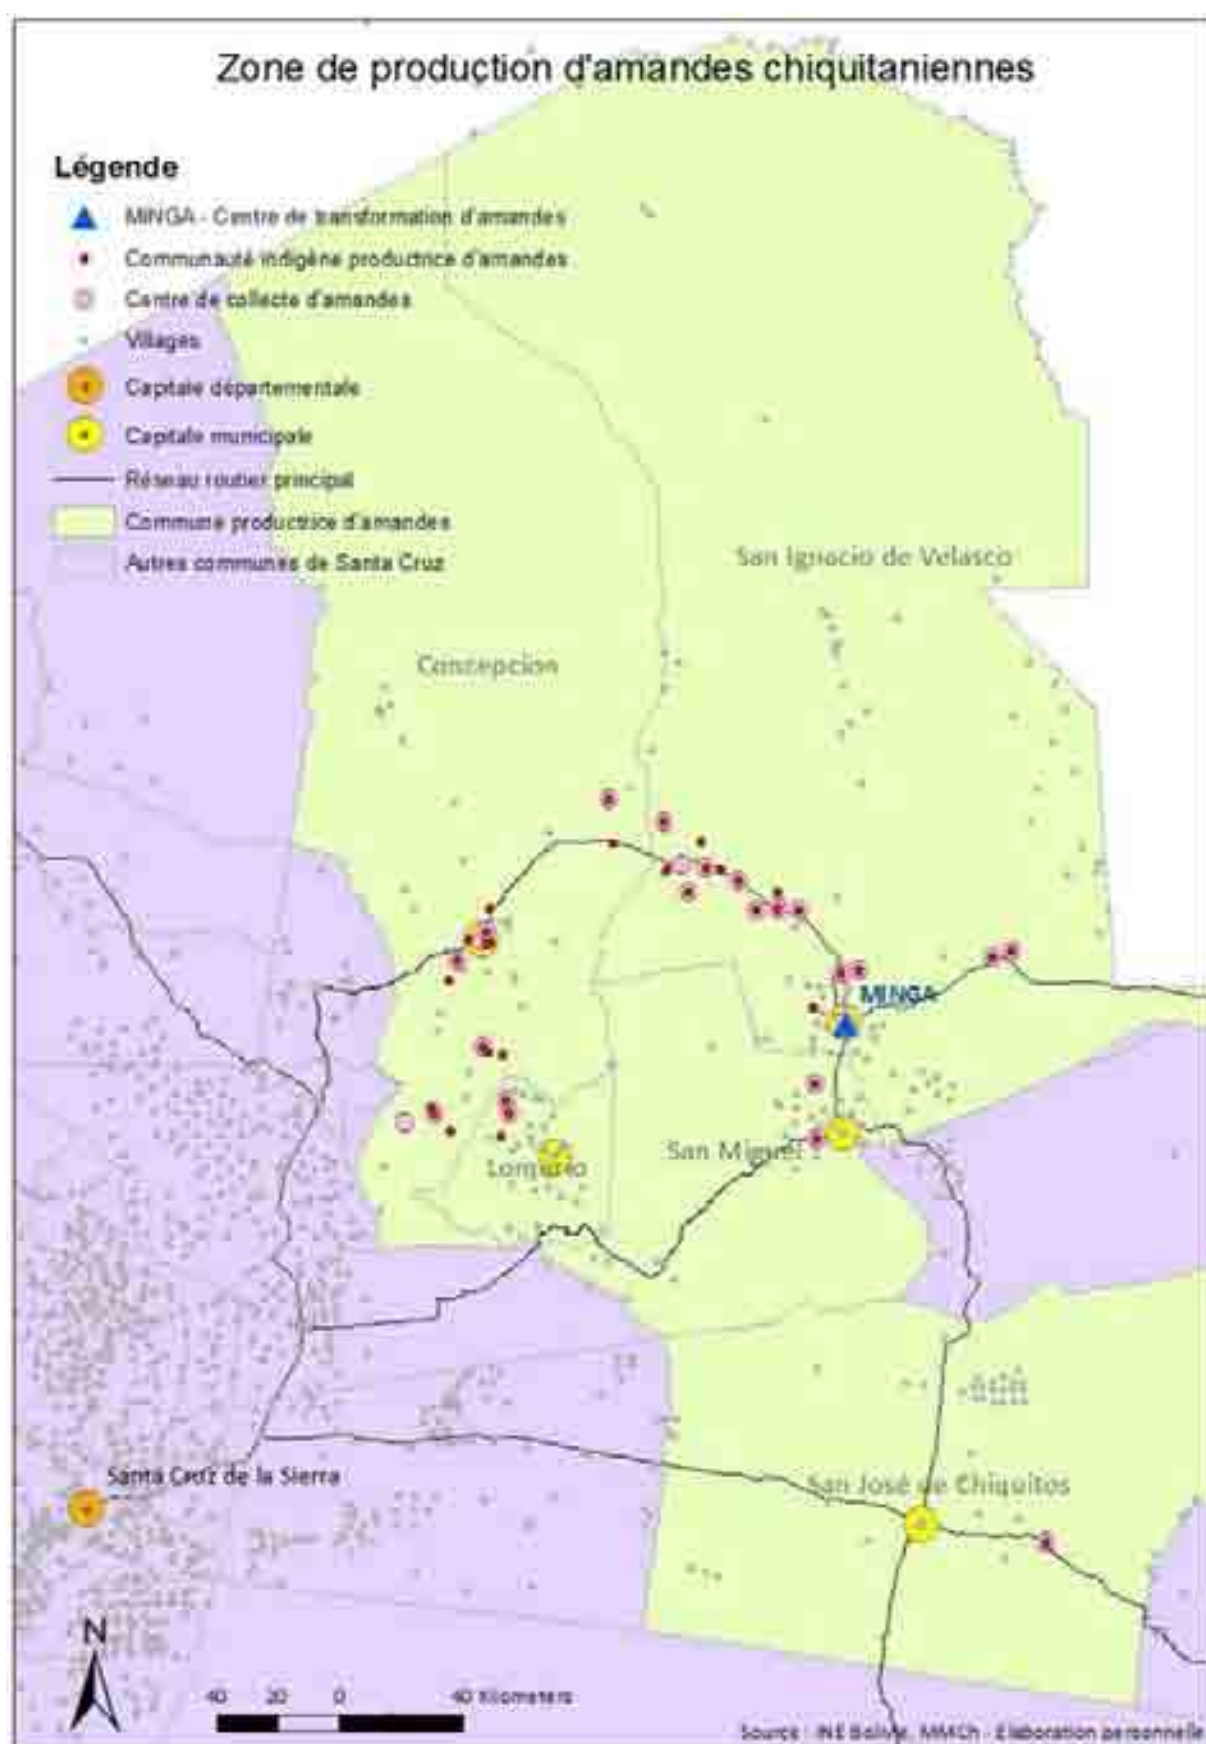 Zone de production d'amandes chiquitaniennes
Légende
MINGA - Centre de transformation d'amandes
Communauté indigène productrice d'amandes
Centre de collecte d'amandes
Villages
Capitale départementale
Capitale municipale
Réseau routier principal
Commune productrice d'amandes
Autres communes de Santa Cruz
San Ignacio de Velasco
Concepcion
MINGA
San Miguel
Lomerio
Santa Cruz de la Sierra
San José de Chiquitos
N
40 20 0 40 Kilometers
Source : INE Bolivie, MMCh - Elaboration personnelle